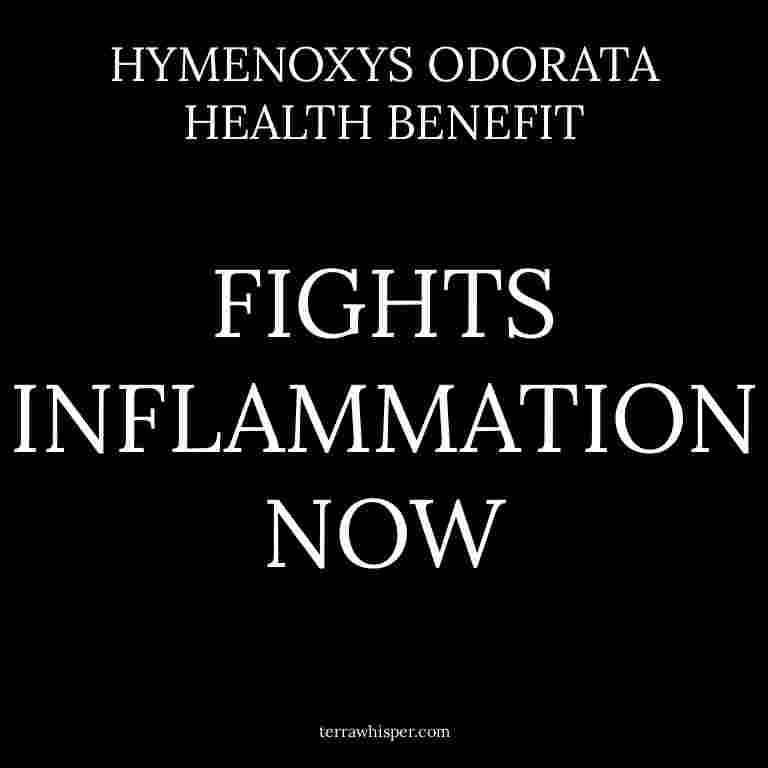 HYMENOXYS ODORATA
HEALTH BENEFIT
FIGHTS
INFLAMMATION
NOW
terrawhisper.com